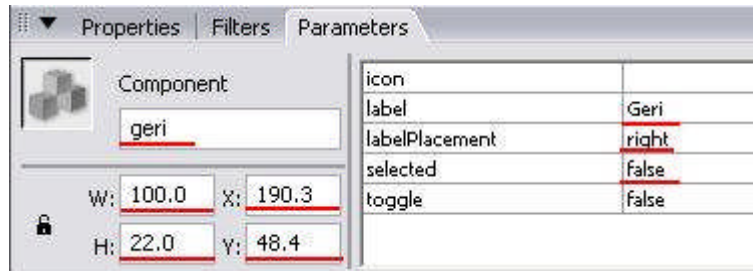 Properties Filters Parameters
Component
geri
W: 100.0 X: 190.3
H: 22.0 Y: 48.4
icon
label Geri
labelPlacement right
selected false
toggle false